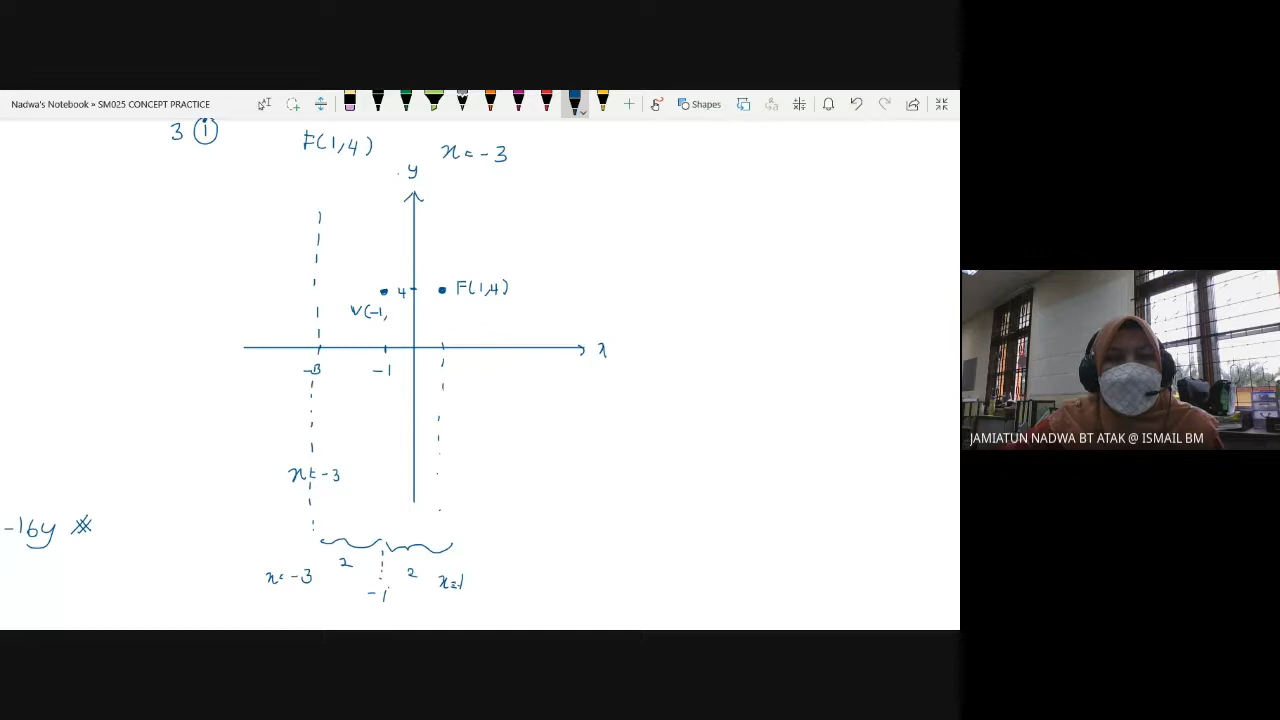 Nadwa's Notebook » SM025 CONCEPT PRACTICE
Shapes
3 (i) F(1,4) x = -3
y
4 F(1,4)
V(-1,
x
-3 -1
x = -3
-16y
2 2
x = -3 x=1
-1
JAMIATUN NADWA BT ATAK @ ISMAIL BM